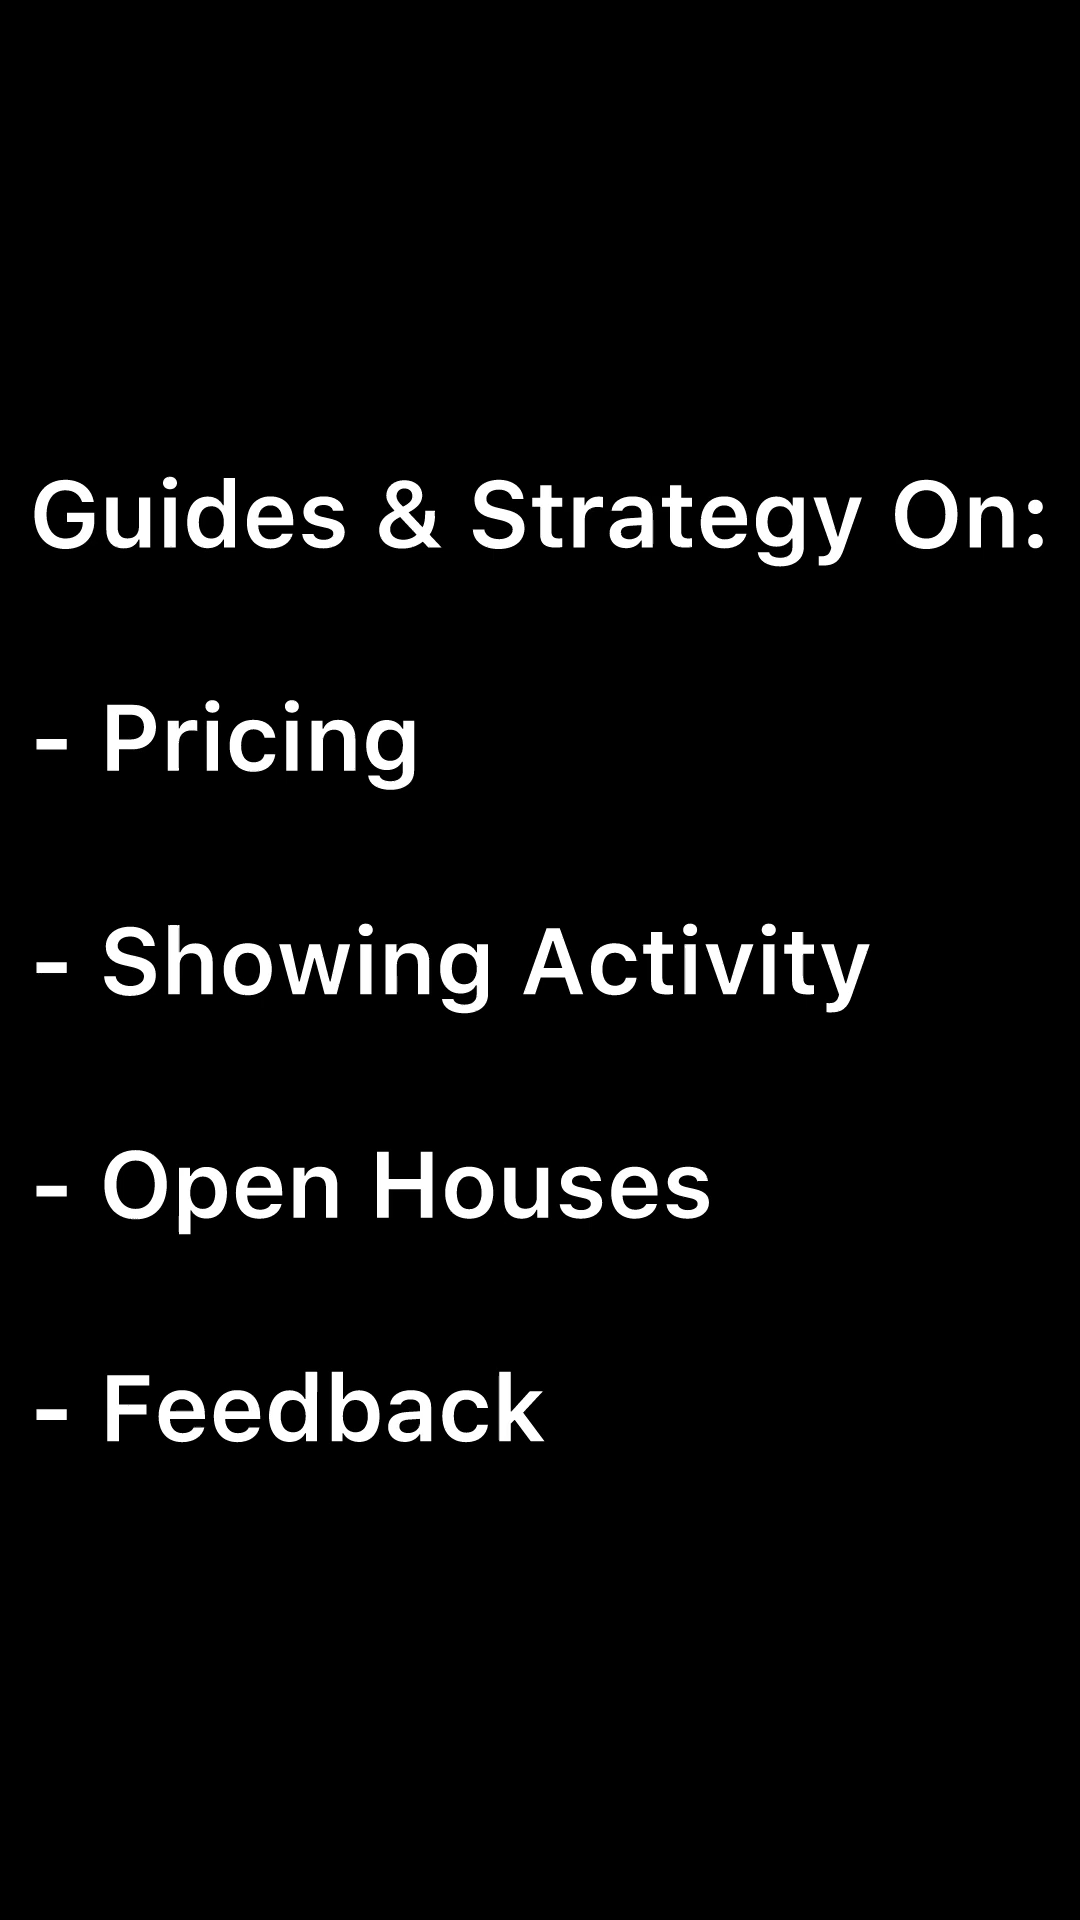 Guides & Strategy On:
- Pricing
- Showing Activity
- Open Houses
- Feedback